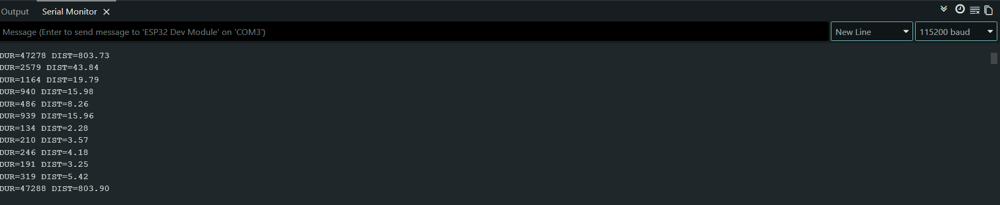 Output Serial Monitor
Message (Enter to send message to 'ESP32 Dev Module' on 'COM3') New Line 115200 baud
DUR=47278 DIST=803.73
DUR=2579 DIST=43.84
DUR=1164 DIST=19.79
DUR=940 DIST=15.98
DUR=486 DIST=8.26
DUR=939 DIST=15.96
DUR=134 DIST=2.28
DUR=210 DIST=3.57
DUR=246 DIST=4.18
DUR=191 DIST=3.25
DUR=319 DIST=5.42
DUR=47288 DIST=803.90